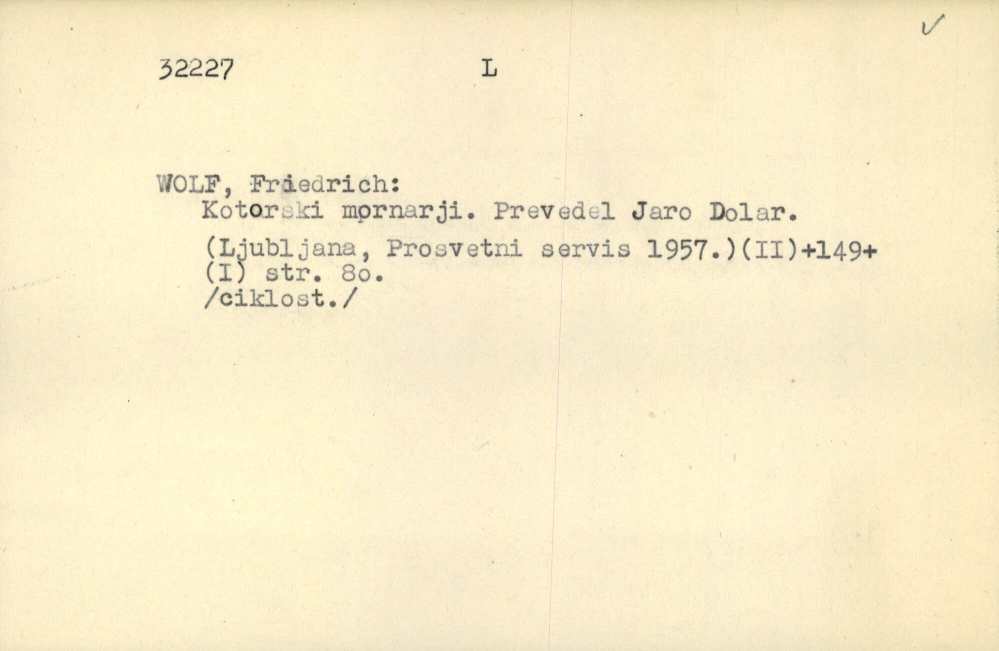 32227 L
WOLF, Friedrich:
Kotorski mornarji. Prevedel Jaro Dolar.
(Ljubljana, Prosvetni servis 1957.)(II)+149+
(I) str. 8o.
/ciklost./